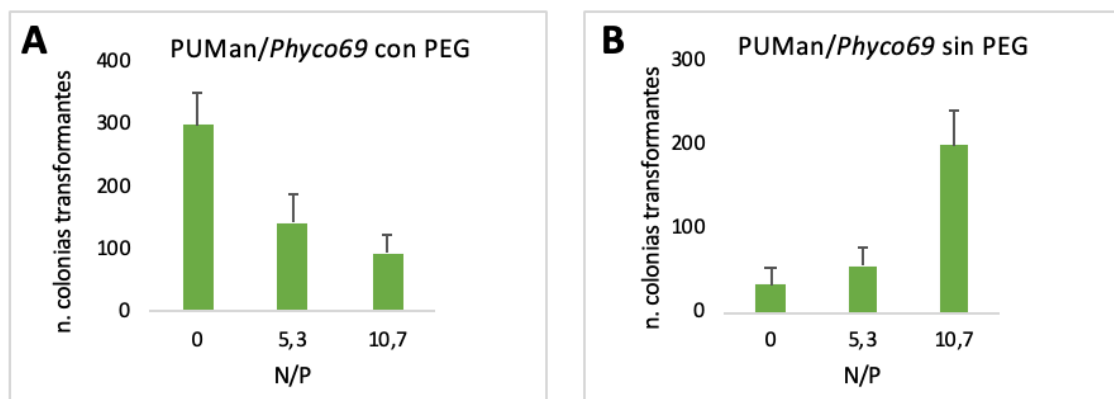 A
PUMan/Phyco69 con PEG
n. colonias transformantes
400
300
200
100
0
0 5,3 10,7
N/P
B
PUMan/Phyco69 sin PEG
n. colonias transformantes
300
200
100
0
0 5,3 10,7
N/P